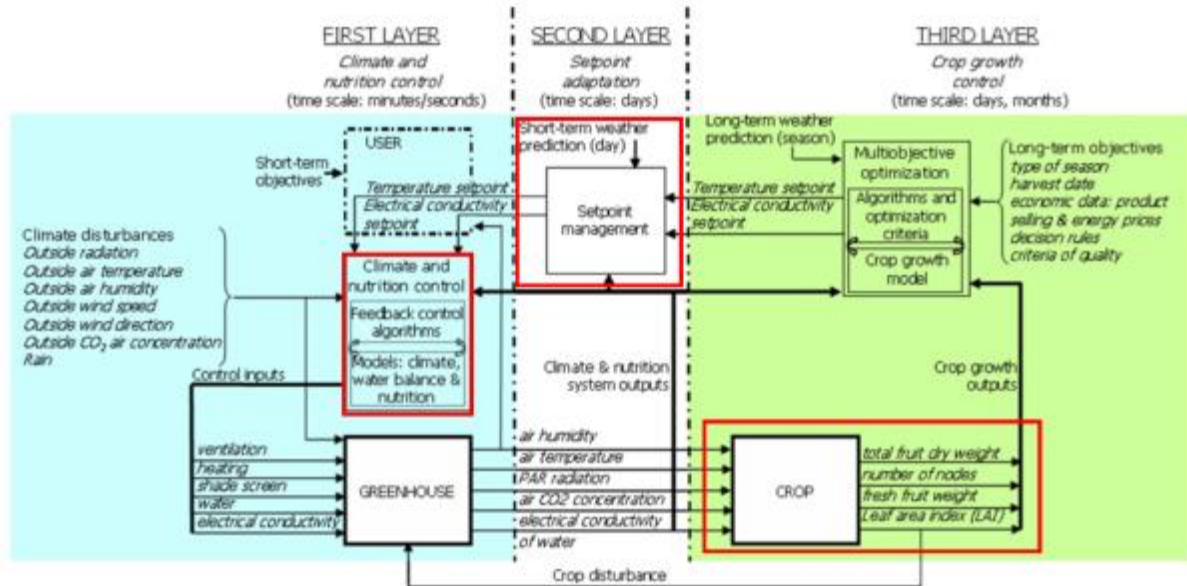 FIRST LAYER
Climate and
nutrition control
(time scale: minutes/seconds)
SECOND LAYER
Setpoint
adaptation
(time scale: days)
THIRD LAYER
Crop growth
control
(time scale: days, months)
Short-term
objectives
USER
Temperature setpoint
Electrical conductivity
setpoint
Short-term weather
prediction (day)
Setpoint
management
Long-term weather
prediction (season)
Temperature setpoint
Electrical conductivity
setpoint
Multiobjective
optimization
Algorithms and
optimization
criteria
Crop growth
model
Long-term objectives
type of season
harvest date
economic data: product
selling & energy prices
decision rules
criteria of quality
Climate disturbances
Outside radiation
Outside air temperature
Outside air humidity
Outside wind speed
Outside wind direction
Outside CO₂ air concentration
Rain
Climate and
nutrition control
Feedback control
algorithms
Models: climate,
water balance &
nutrition
Control inputs
Climate & nutrition
system outputs
Crop growth
outputs
ventilation
heating
shade screen
water
electrical conductivity
GREENHOUSE
air humidity
air temperature
PAR radiation
air CO2 concentration
electrical conductivity
of water
CROP
total fruit dry weight
number of nodes
fresh fruit weight
Leaf area index (LAI)
Crop disturbance